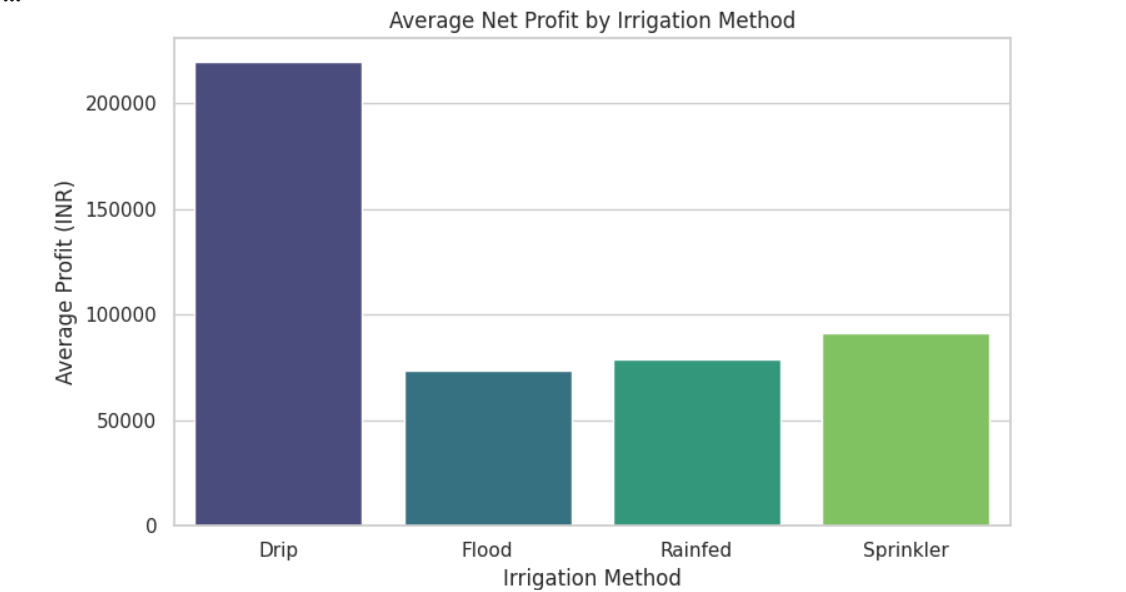 Average Net Profit by Irrigation Method
Average Profit (INR)
200000
150000
100000
50000
0
Drip
Flood
Rainfed
Sprinkler
Irrigation Method